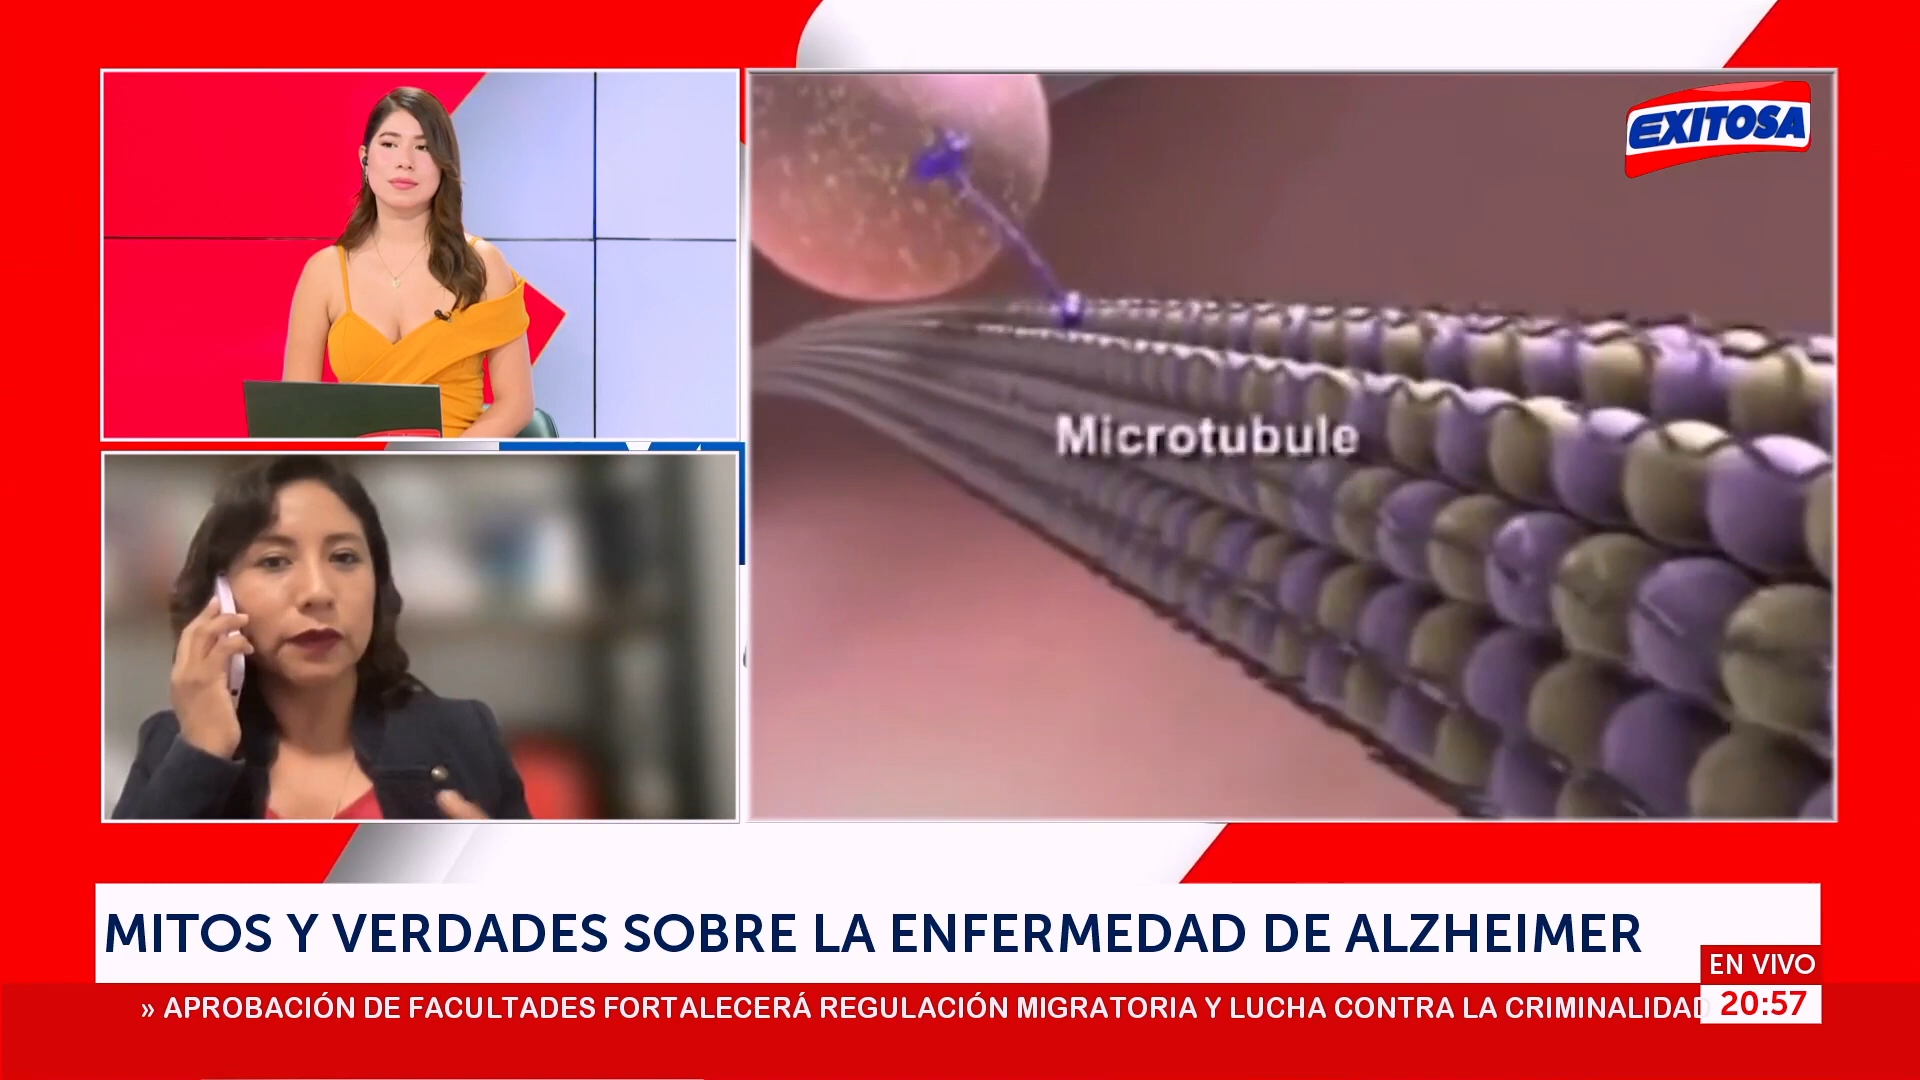 EXITOSA
Microtubule
MITOS Y VERDADES SOBRE LA ENFERMEDAD DE ALZHEIMER
EN VIVO
» APROBACIÓN DE FACULTADES FORTALECERÁ REGULACIÓN MIGRATORIA Y LUCHA CONTRA LA CRIMINALIDAD
20:57